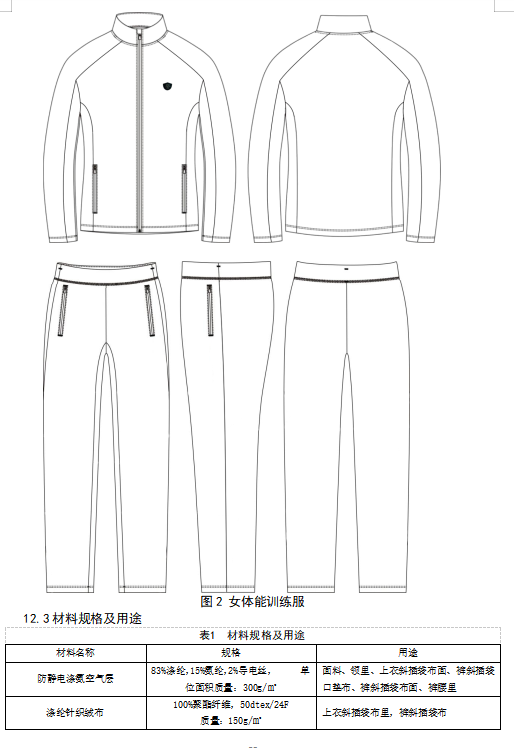 图 2 女体能训练服
12.3 材料规格及用途
表1 材料规格及用途
材料名称 规格 用途
防静电涤氨空气层 83%涤纶,15%氨纶,2%导电丝， 单 面料、领里、上衣斜插袋布面、裤斜插袋
位面积质量：300g/㎡ 口垫布、裤斜插袋布面、裤腰里
涤纶针织绒布 100%聚酯纤维，50dtex/24F 上衣斜插袋布里，裤斜插袋布
质量：150g/㎡